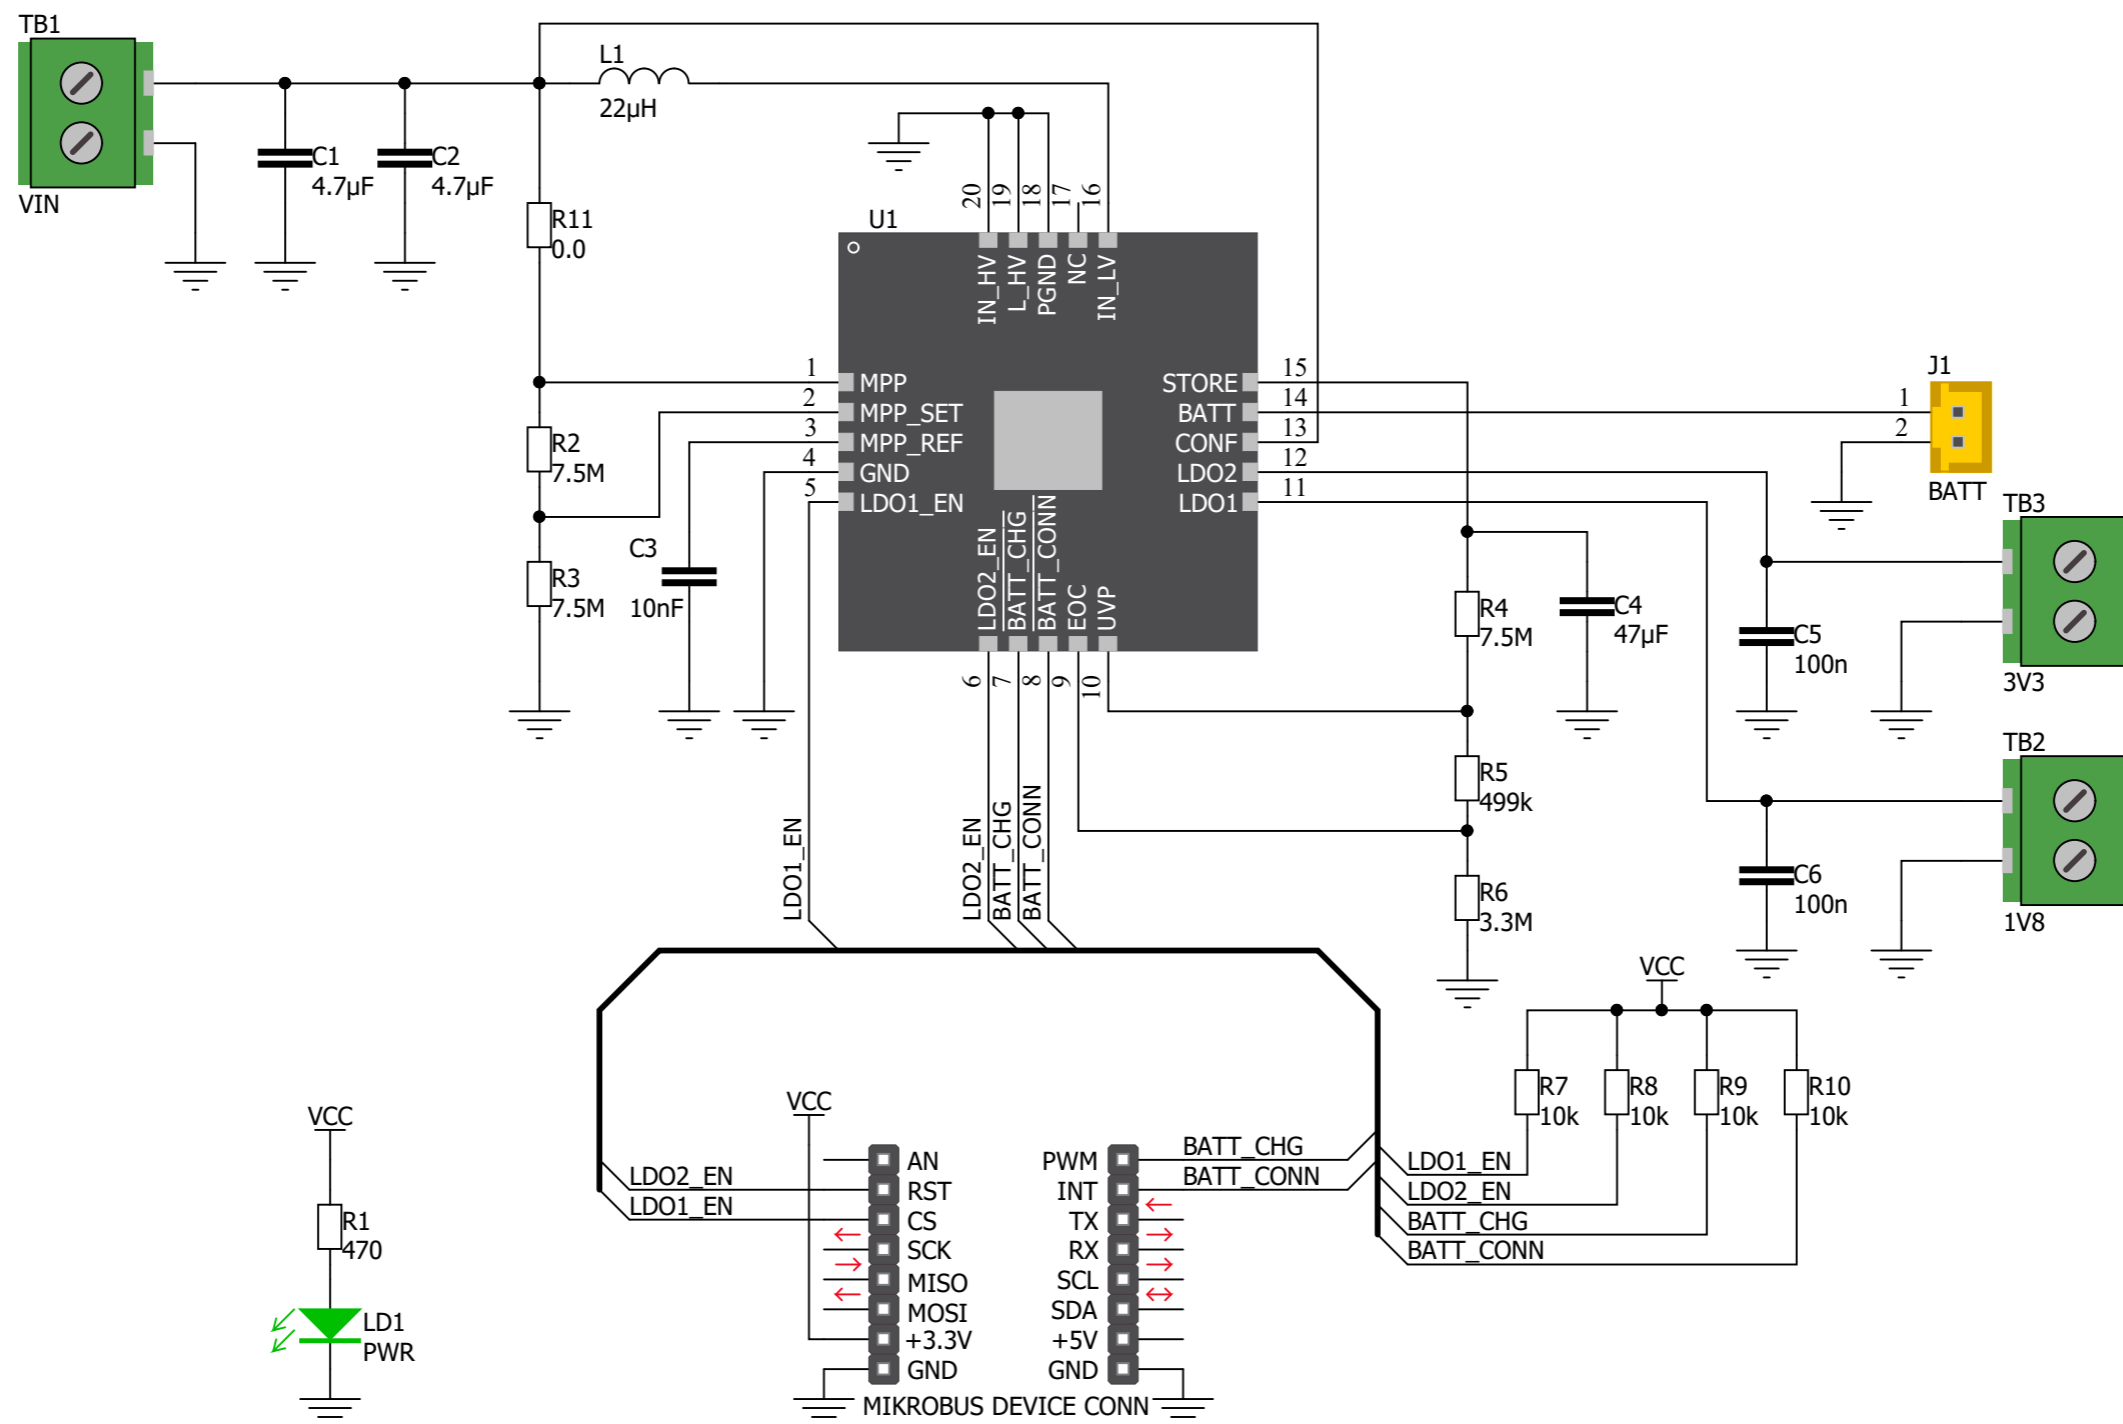 TB1
VIN
C1
4.7µF
C2
4.7µF
L1
22µH
R11
0.0
R2
7.5M
R3
7.5M
C3
10nF
U1
20
19
18
17
16
IN_HV
L_HV
PGND
NC
IN_LV
1
2
3
4
5
MPP
MPP_SET
MPP_REF
GND
LDO1_EN
15
14
13
12
11
STORE
BATT
CONF
LDO2
LDO1
LDO2_EN
BATT_CHG
BATT_CONN
EOC
UVP
6
7
8
9
10
J1
1
2
BATT
TB3
3V3
TB2
1V8
R4
7.5M
C4
47µF
C5
100n
R5
499k
C6
100n
R6
3.3M
LDO1_EN
LDO2_EN
BATT_CHG
BATT_CONN
VCC
R7
10k
R8
10k
R9
10k
R10
10k
LDO1_EN
LDO2_EN
BATT_CHG
BATT_CONN
VCC
R1
470
LD1
PWR
VCC
LDO2_EN
LDO1_EN
AN
RST
CS
SCK
MISO
MOSI
+3.3V
GND
PWM
INT
TX
RX
SCL
SDA
+5V
GND
BATT_CHG
BATT_CONN
MIKROBUS DEVICE CONN